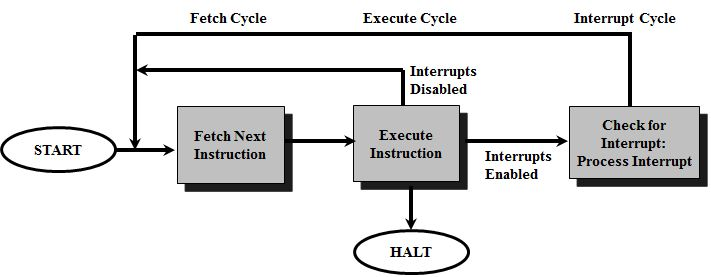 Fetch Cycle
Execute Cycle
Interrupt Cycle
Interrupts
Disabled
START
Fetch Next
Instruction
Execute
Instruction
Interrupts
Enabled
Check for
Interrupt:
Process Interrupt
HALT